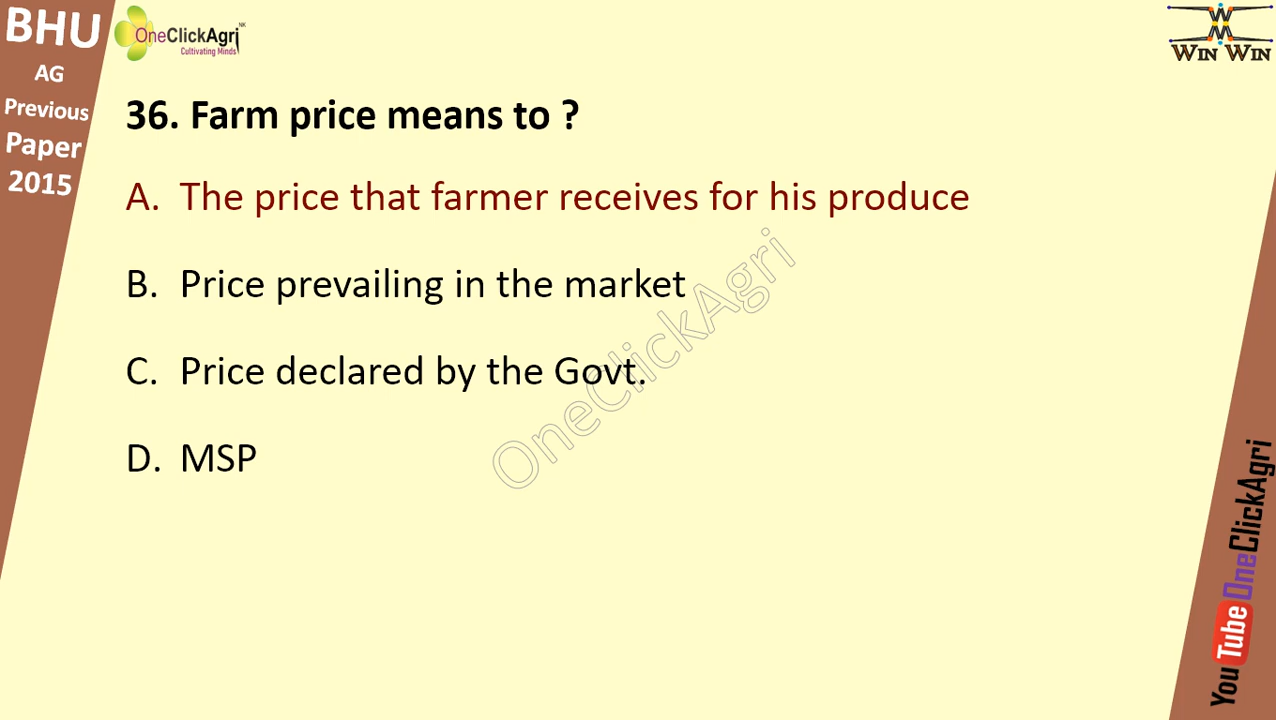 BHU
AG
Previous
Paper
2015
OneClickAgri NK
Cultivating Minds
WIN WIN
36. Farm price means to ?
A. The price that farmer receives for his produce
B. Price prevailing in the market
C. Price declared by the Govt.
D. MSP
OneClickAgri
YouTube OneClickAgri